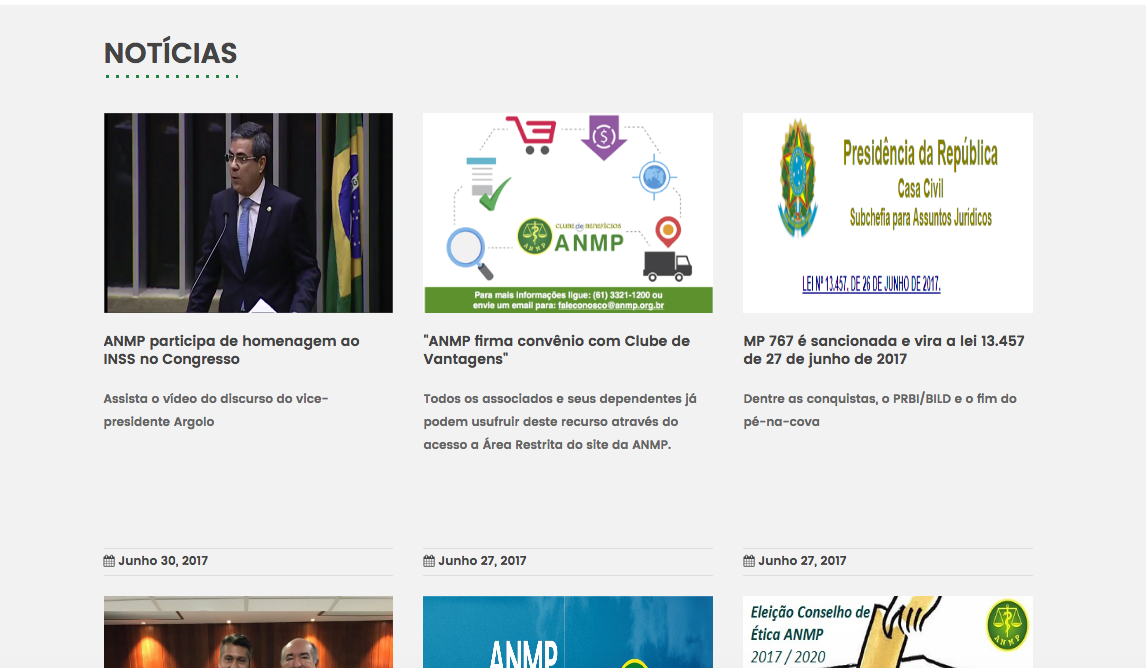 NOTÍCIAS
CLUBE de BENEFÍCIOS
ANMP
ANMP
Para mais informações ligue: (61) 3321-1200 ou
envie um email para: faleconosco@anmp.org.br
Presidência da República
Casa Civil
Subchefia para Assuntos Jurídicos
LEI Nº 13.457, DE 26 DE JUNHO DE 2017.
ANMP participa de homenagem ao
INSS no Congresso
Assista o vídeo do discurso do vice-
presidente Argolo
Junho 30, 2017
"ANMP firma convênio com Clube de
Vantagens"
Todos os associados e seus dependentes já
podem usufruir deste recurso através do
acesso a Área Restrita do site da ANMP.
Junho 27, 2017
MP 767 é sancionada e vira a lei 13.457
de 27 de junho de 2017
Dentre as conquistas, o PRBI/BILD e o fim do
pé-na-cova
Junho 27, 2017
ANMP
Eleição Conselho de
Ética ANMP
2017 / 2020
ANMP